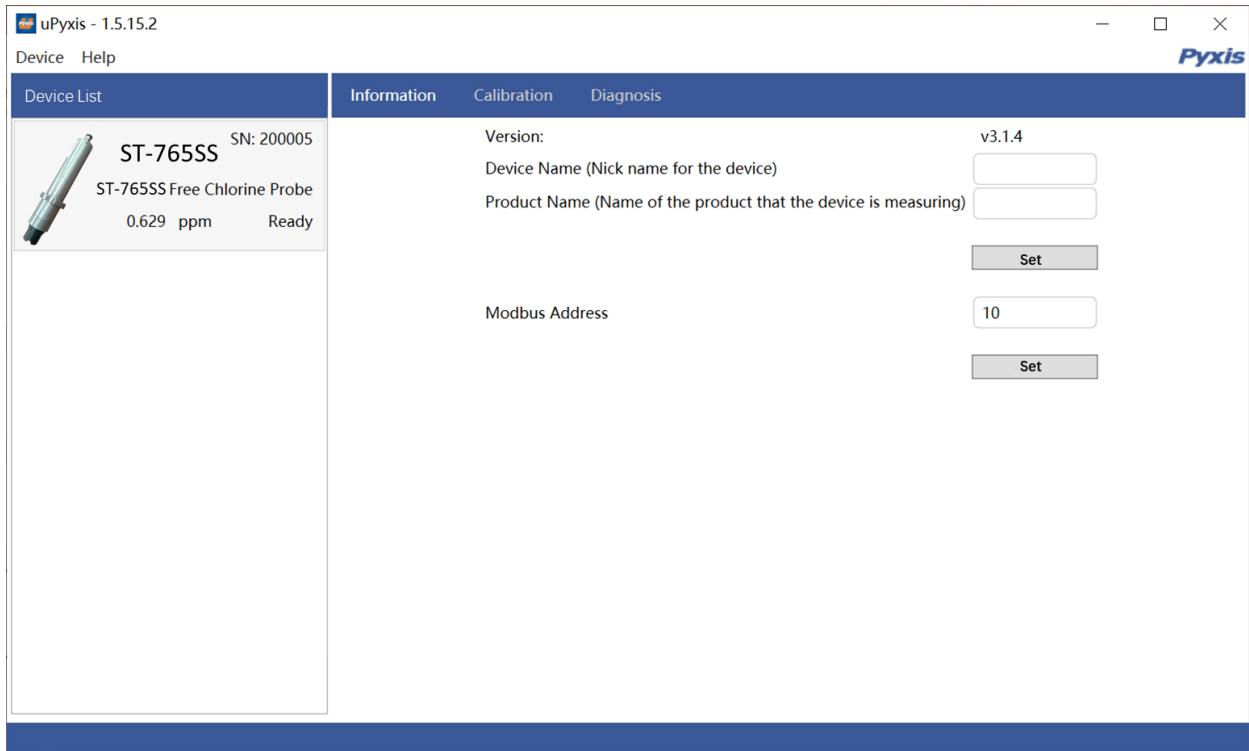 uPyxis - 1.5.15.2
Device Help
Pyxis
Device List
Information Calibration Diagnosis
SN: 200005
ST-765SS
ST-765SS Free Chlorine Probe
0.629 ppm Ready
Version: v3.1.4
Device Name (Nick name for the device)
Product Name (Name of the product that the device is measuring)
Set
Modbus Address 10
Set